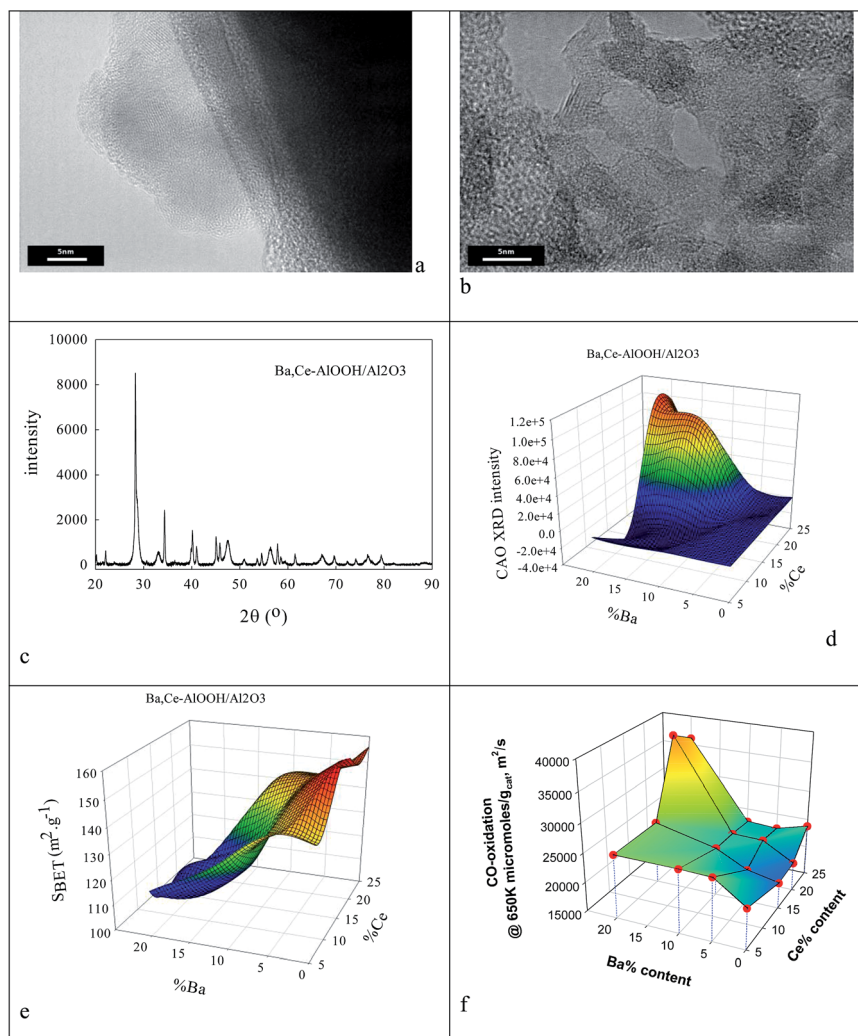 5nm
a
5nm
b
10000
8000
6000
4000
2000
0
intensity
Ba,Ce-AlOOH/Al2O3
20 30 40 50 60 70 80 90
2θ (O)
c
Ba,Ce-AlOOH/Al2O3
1.2e+5
1.0e+5
8.0e+4
6.0e+4
4.0e+4
2.0e+4
0.0
-2.0e+4
-4.0e+4
CAO XRD intensity
20 15 10 5 0
%Ba
5 10 15 20 25
%Ce
d
Ba,Ce-AlOOH/Al2O3
160
150
140
130
120
110
100
SBET (m2·g-1)
20 15 10 5 0
%Ba
5 10 15 20 25
%Ce
e
40000
35000
30000
25000
20000
15000
CO-oxidation
@ 650K micromoles/gcat, m2/s
20 15 10 5 0
Ba% content
5 10 15 20 25
Ce% content
f